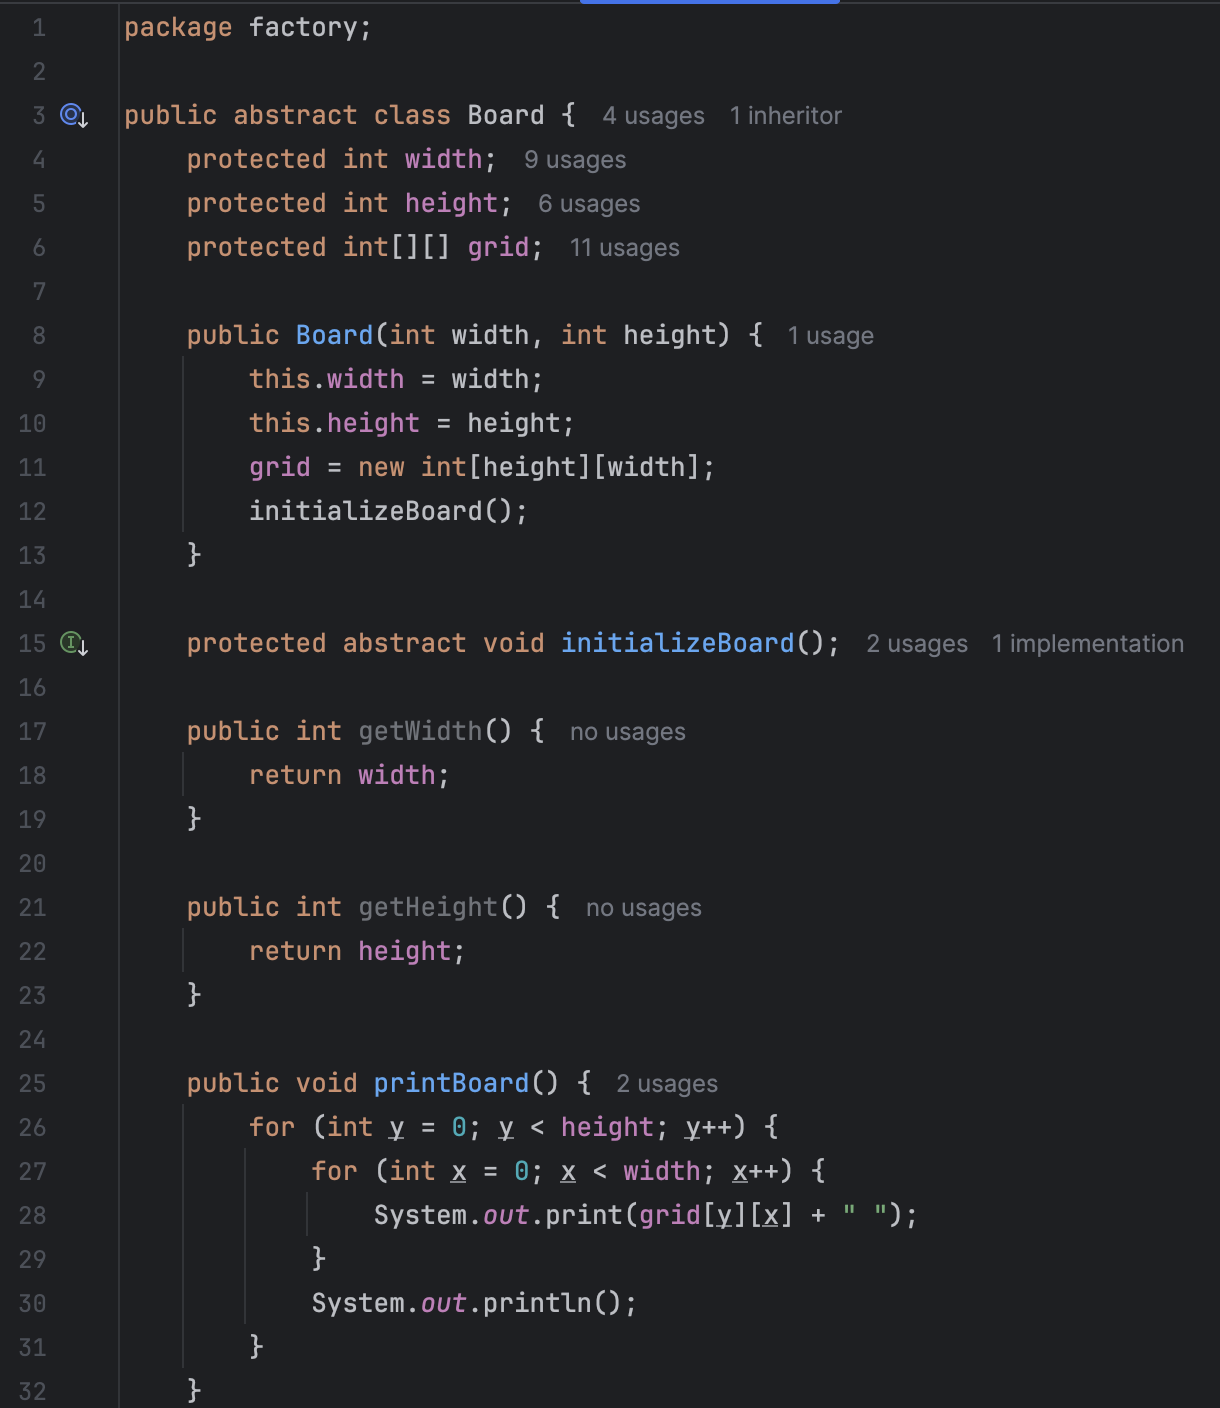 1 package factory;
2
3 public abstract class Board { 4 usages 1 inheritor
4 protected int width; 9 usages
5 protected int height; 6 usages
6 protected int[][] grid; 11 usages
7
8 public Board(int width, int height) { 1 usage
9 this.width = width;
10 this.height = height;
11 grid = new int[height][width];
12 initializeBoard();
13 }
14
15 protected abstract void initializeBoard(); 2 usages 1 implementation
16
17 public int getWidth() { no usages
18 return width;
19 }
20
21 public int getHeight() { no usages
22 return height;
23 }
24
25 public void printBoard() { 2 usages
26 for (int y = 0; y < height; y++) {
27 for (int x = 0; x < width; x++) {
28 System.out.print(grid[y][x] + " ");
29 }
30 System.out.println();
31 }
32 }